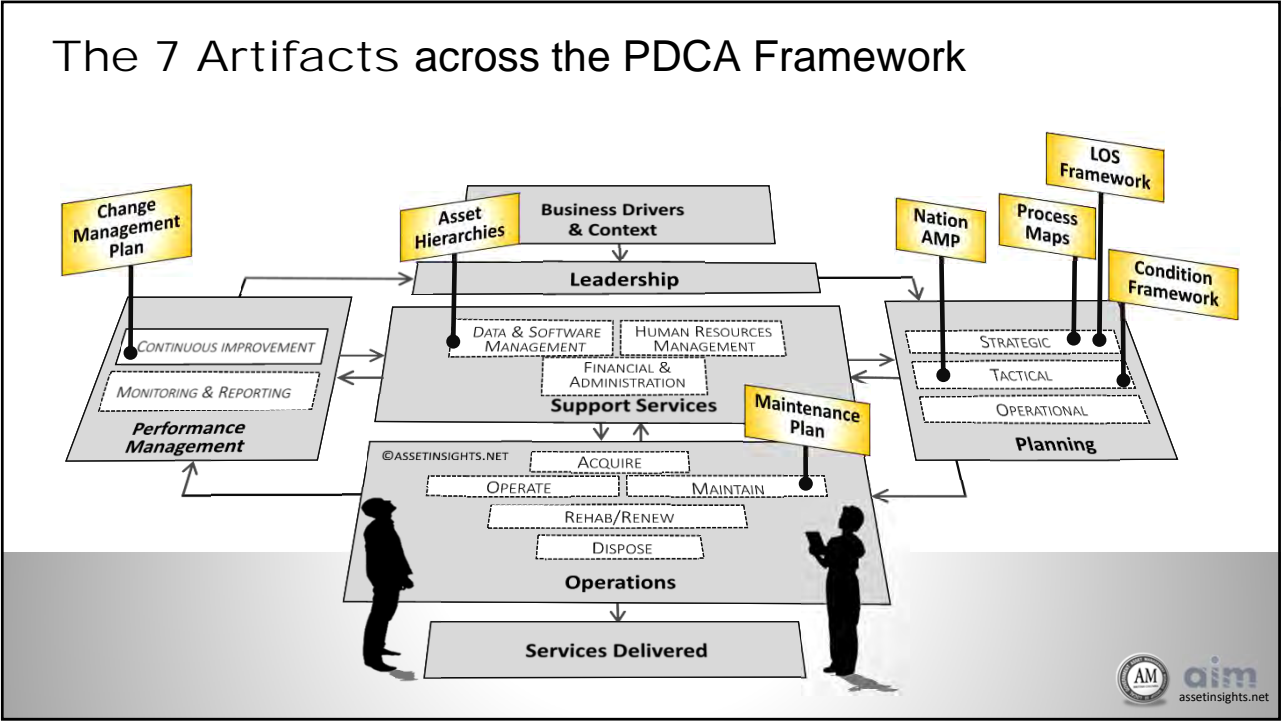 The 7 Artifacts across the PDCA Framework
Change
Management
Plan
Asset
Hierarchies
Business Drivers
& Context
Nation
AMP
Process
Maps
LOS
Framework
Condition
Framework
Leadership
CONTINUOUS IMPROVEMENT
MONITORING & REPORTING
Performance
Management
DATA & SOFTWARE
MANAGEMENT
HUMAN RESOURCES
MANAGEMENT
FINANCIAL &
ADMINISTRATION
Support Services
STRATEGIC
TACTICAL
OPERATIONAL
Planning
Maintenance
Plan
©ASSETINSIGHTS.NET
ACQUIRE
OPERATE
MAINTAIN
REHAB/RENEW
DISPOSE
Operations
Services Delivered
AM
aim
assetinsights.net